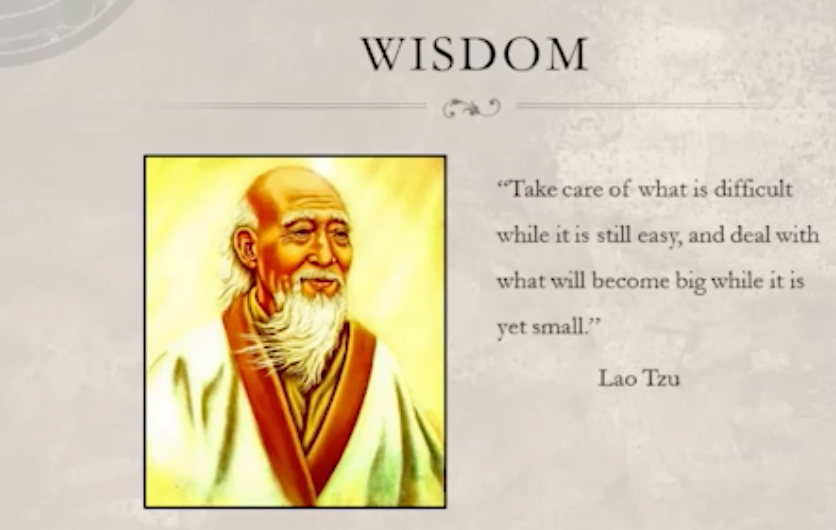 WISDOM
“Take care of what is difficult
while it is still easy, and deal with
what will become big while it is
yet small.”
Lao Tzu